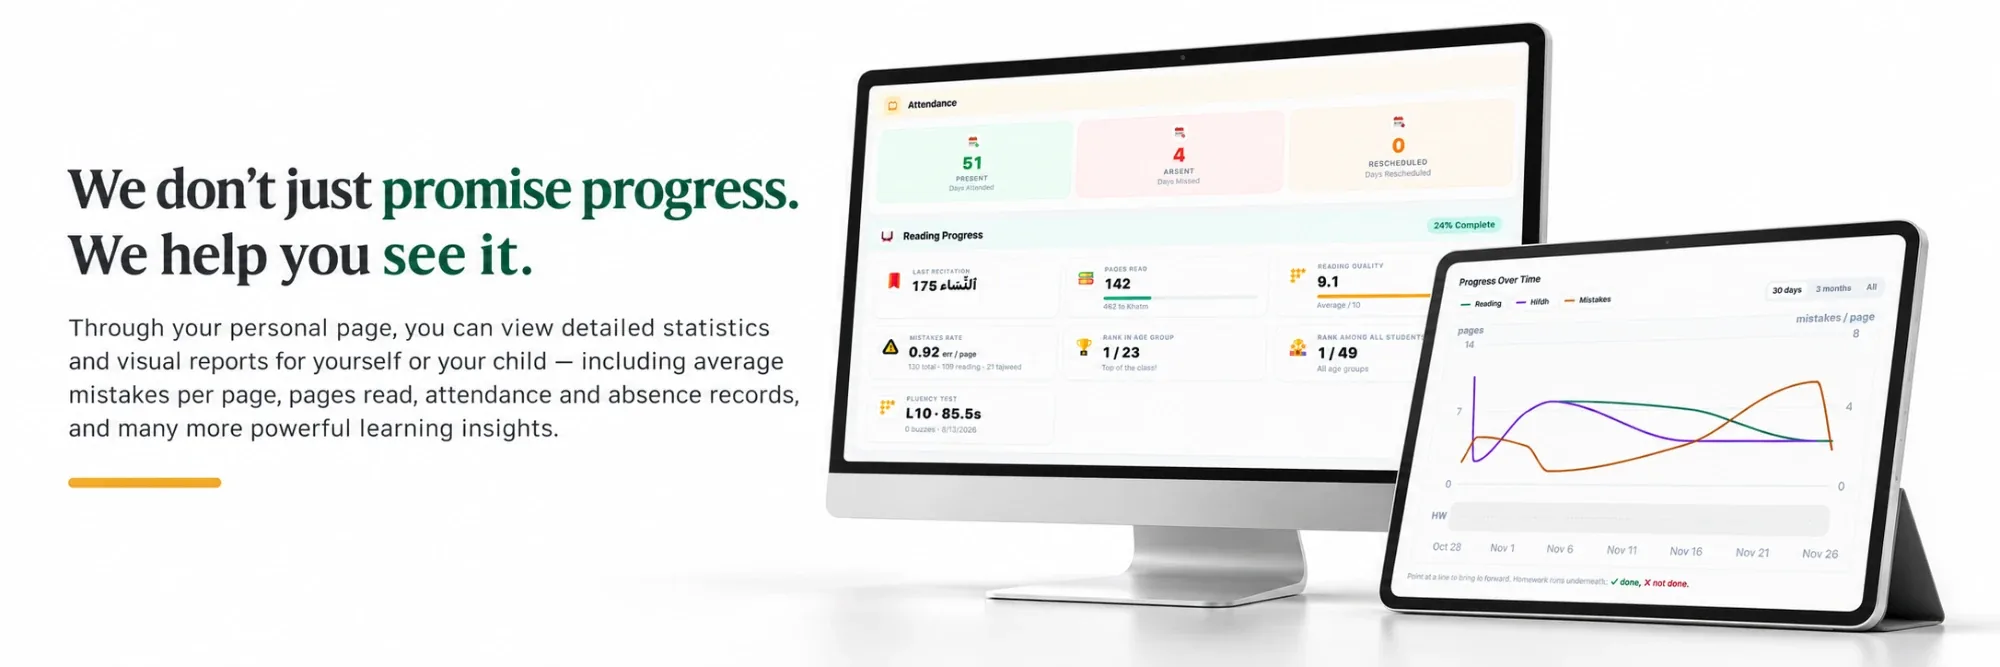 We don't just promise progress.
We help you see it.
Through your personal page, you can view detailed statistics
and visual reports for yourself or your child — including average
mistakes per page, pages read, attendance and absence records,
and many more powerful learning insights.
Attendance
51
PRESENT
Days Attended
4
ARSENT
Days Missed
0
RESCHEDULED
Days Rescheduled
Reading Progress
24% Complete
LAST RECITATION
175 ٱلنِّسَاء
PAGES READ
142
462 to Khatm
READING QUALITY
9.1
Average / 10
MISTAKES RATE
0.92 err / page
130 total · 109 reading · 21 tajweed
RANK IN AGE GROUP
1 / 23
Top of the class!
RANK AMONG ALL STUDENTS
1 / 49
All age groups
FLUENCY TEST
L10 · 85.5s
0 buzzes · 8/13/2026
Progress Over Time
Reading
Hifdh
Mistakes
30 days
3 months
All
pages
mistakes / page
14
8
7
4
0
0
HW
Oct 28
Nov 1
Nov 6
Nov 11
Nov 16
Nov 21
Nov 26
Point at a line to bring to forward. Homework runs underneath: ✓ done, ✗ not done.